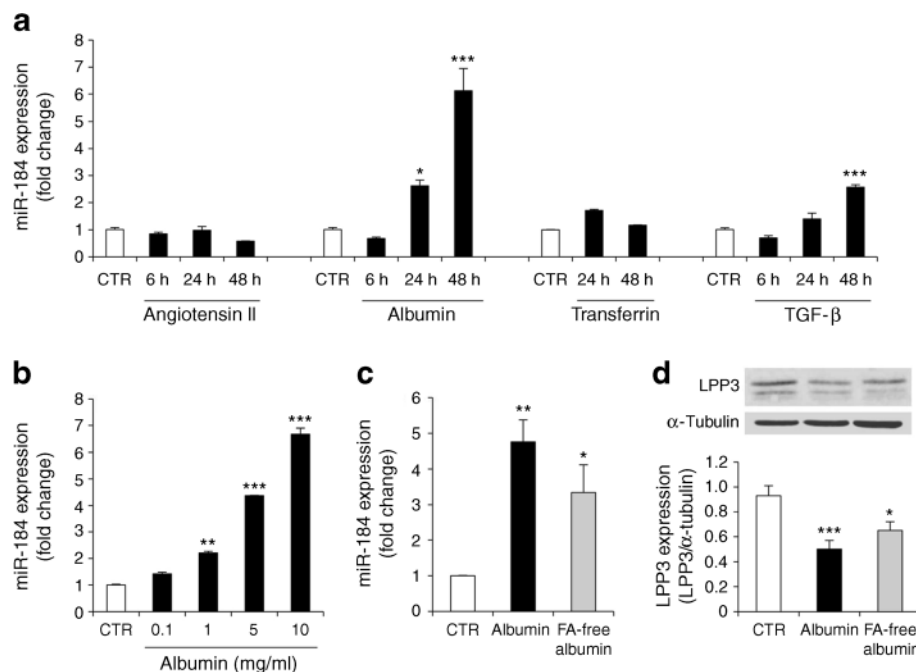 a
miR-184 expression
(fold change)
8
7
6
5
4
3
2
1
0
*
***
***
CTR 6 h 24 h 48 h CTR 6 h 24 h 48 h CTR 24 h 48 h CTR 6 h 24 h 48 h
Angiotensin II Albumin Transferrin TGF-β
b
miR-184 expression
(fold change)
8
7
6
5
4
3
2
1
0
**
***
***
CTR 0.1 1 5 10
Albumin (mg/ml)
c
miR-184 expression
(fold change)
6
5
4
3
2
1
0
**
*
CTR Albumin FA-free
albumin
d
LPP3
α-Tubulin
LPP3 expression
(LPP3/α-tubulin)
1.2
1.0
0.8
0.6
0.4
0.2
0.0
***
*
CTR Albumin FA-free
albumin